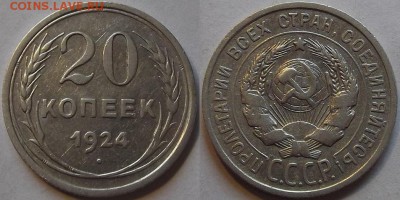 COINS.LAVE.RU
20
КОПЕЕК
1924
ПРОЛЕТАРИИ ВСЕХ СТРАН, СОЕДИНЯЙТЕСЬ!
С.С.С.Р.